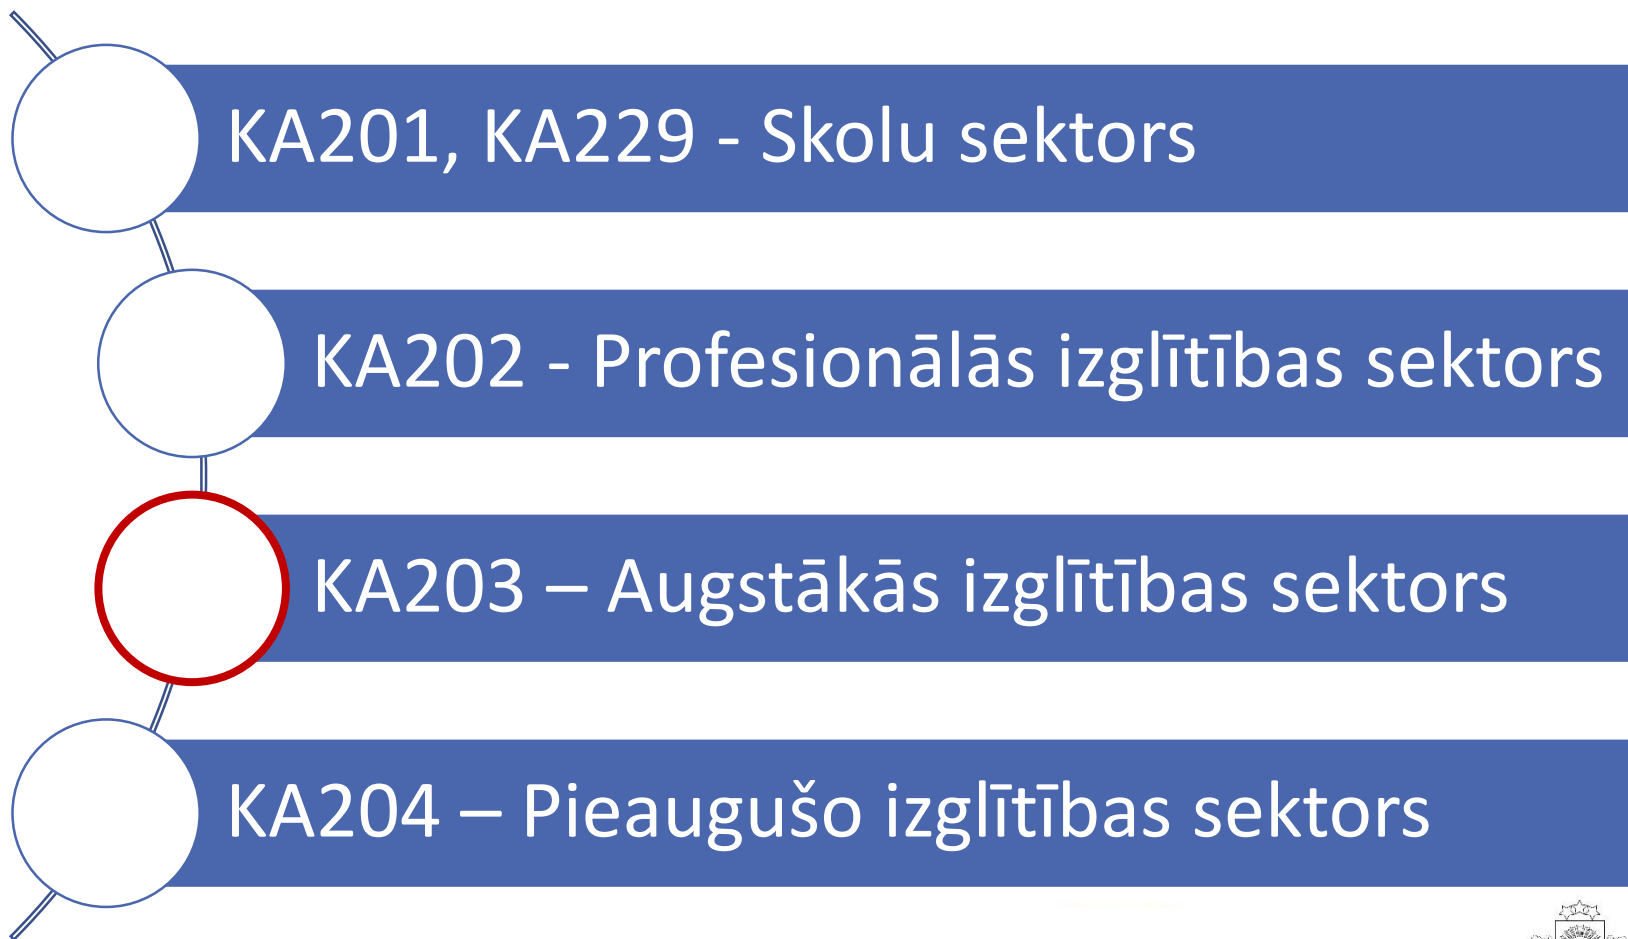 KA201, KA229 - Skolu sektors
KA202 - Profesionālās izglītības sektors
KA203 – Augstākās izglītības sektors
KA204 – Pieaugušo izglītības sektors